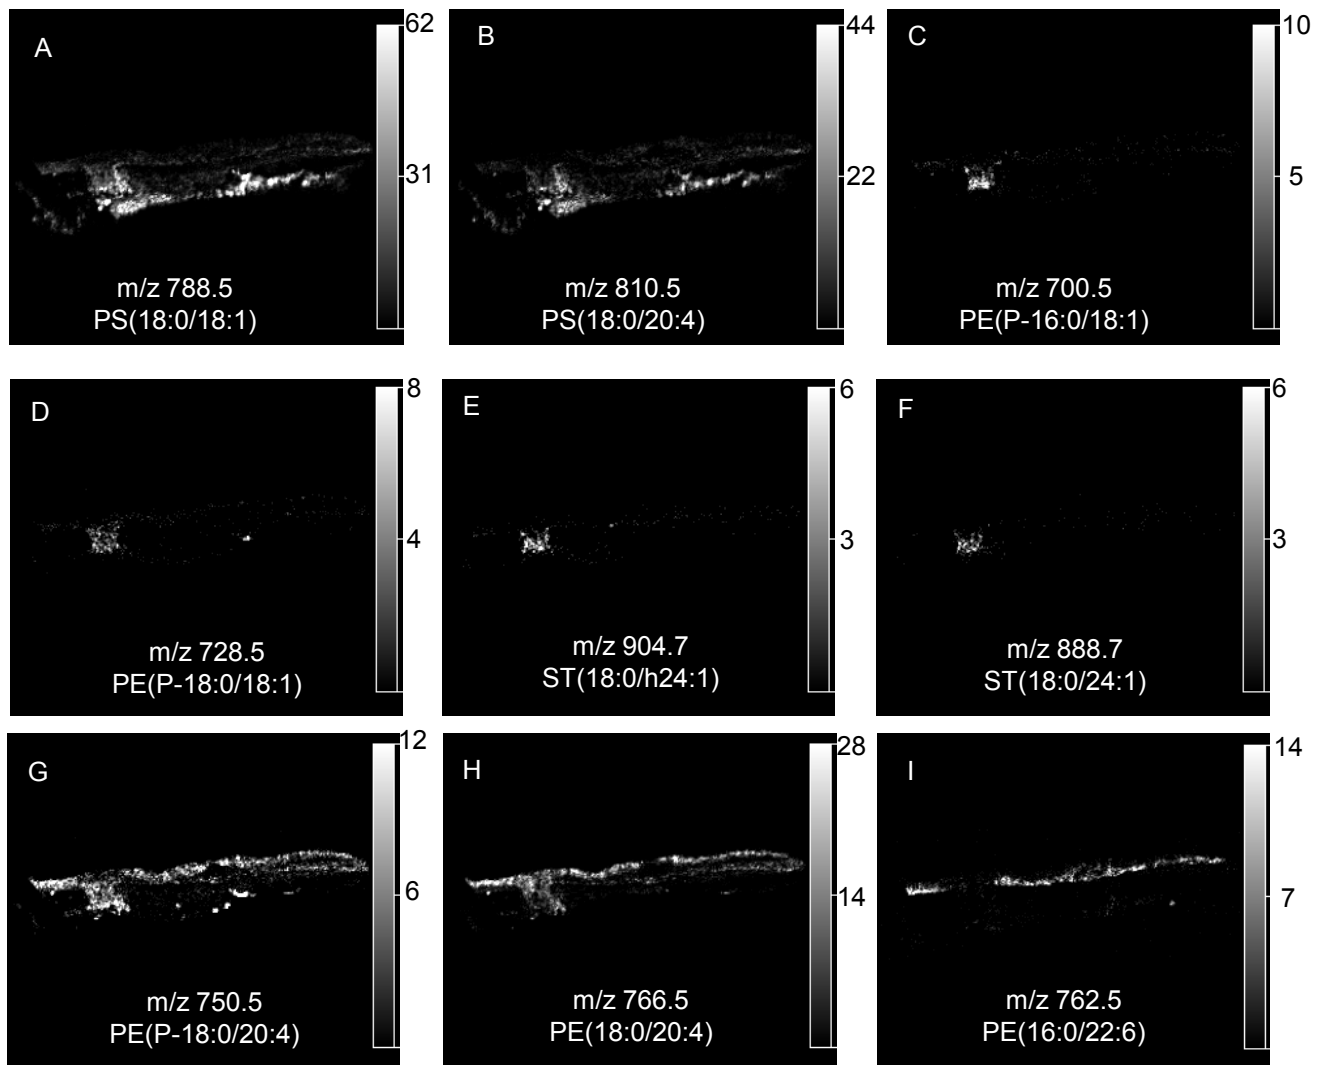 A
62
31
m/z 788.5
PS(18:0/18:1)
B
44
22
m/z 810.5
PS(18:0/20:4)
C
10
5
m/z 700.5
PE(P-16:0/18:1)
D
8
4
m/z 728.5
PE(P-18:0/18:1)
E
6
3
m/z 904.7
ST(18:0/h24:1)
F
6
3
m/z 888.7
ST(18:0/24:1)
G
12
6
m/z 750.5
PE(P-18:0/20:4)
H
28
14
m/z 766.5
PE(18:0/20:4)
I
14
7
m/z 762.5
PE(16:0/22:6)